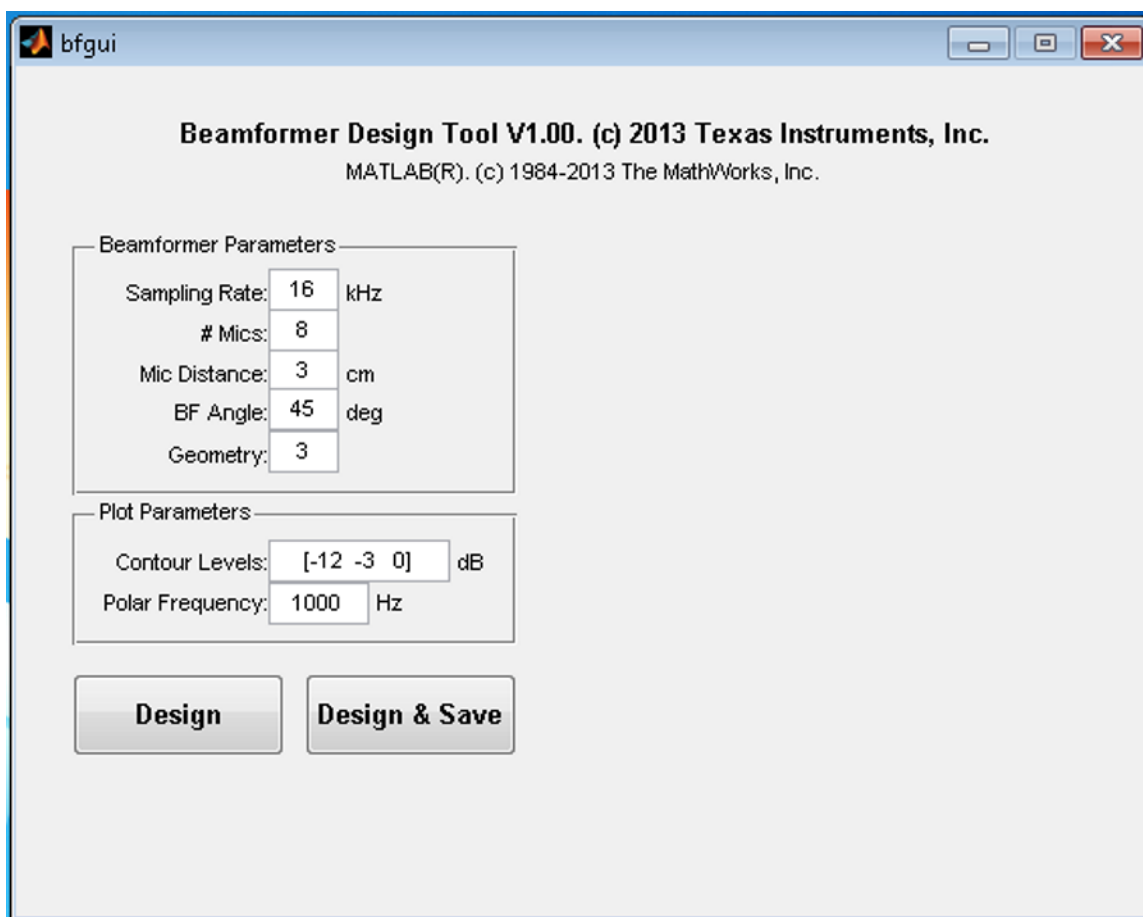 bfgui
Beamformer Design Tool V1.00. (c) 2013 Texas Instruments, Inc.
MATLAB(R). (c) 1984-2013 The MathWorks, Inc.
Beamformer Parameters
Sampling Rate: 16 kHz
# Mics: 8
Mic Distance: 3 cm
BF Angle: 45 deg
Geometry: 3
Plot Parameters
Contour Levels: [-12 -3 0] dB
Polar Frequency: 1000 Hz
Design Design & Save